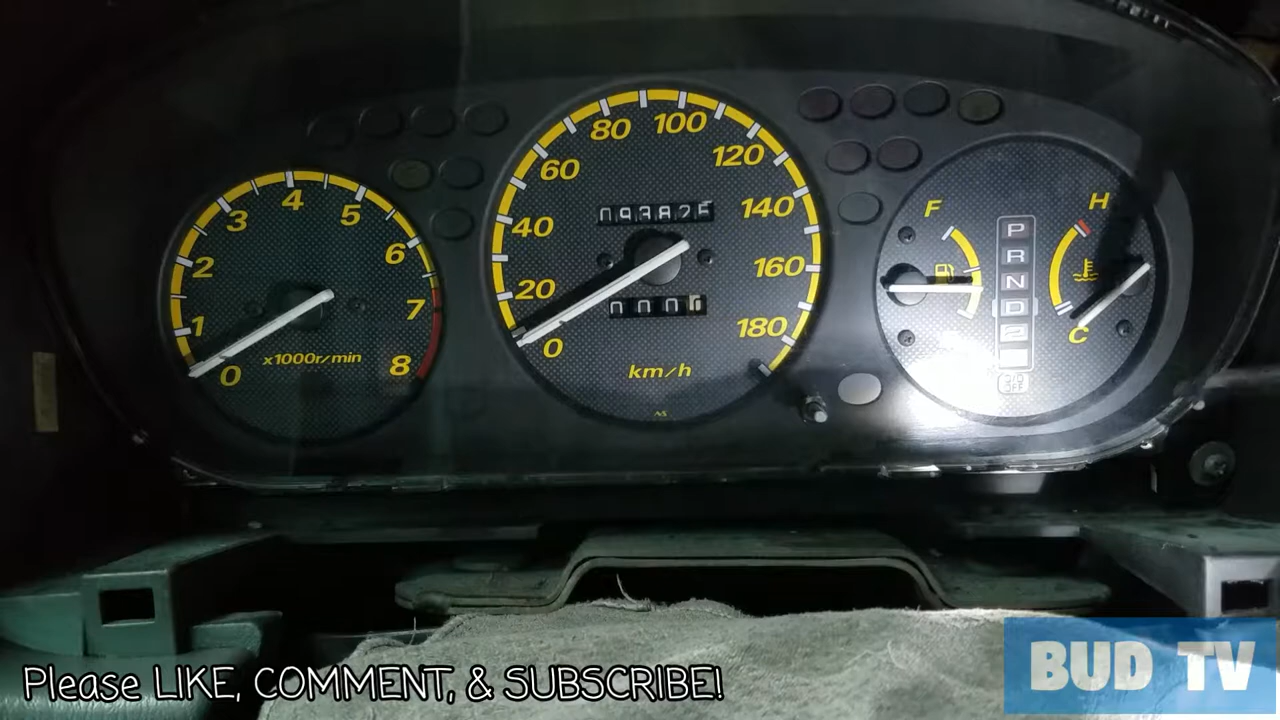 0 1 2 3 4 5 6 7 8
x1000r/min
0 20 40 60 80 100 120 140 160 180
km/h
F
H
C
P
R
N
D
2
Please LIKE, COMMENT, & SUBSCRIBE!
BUD TV